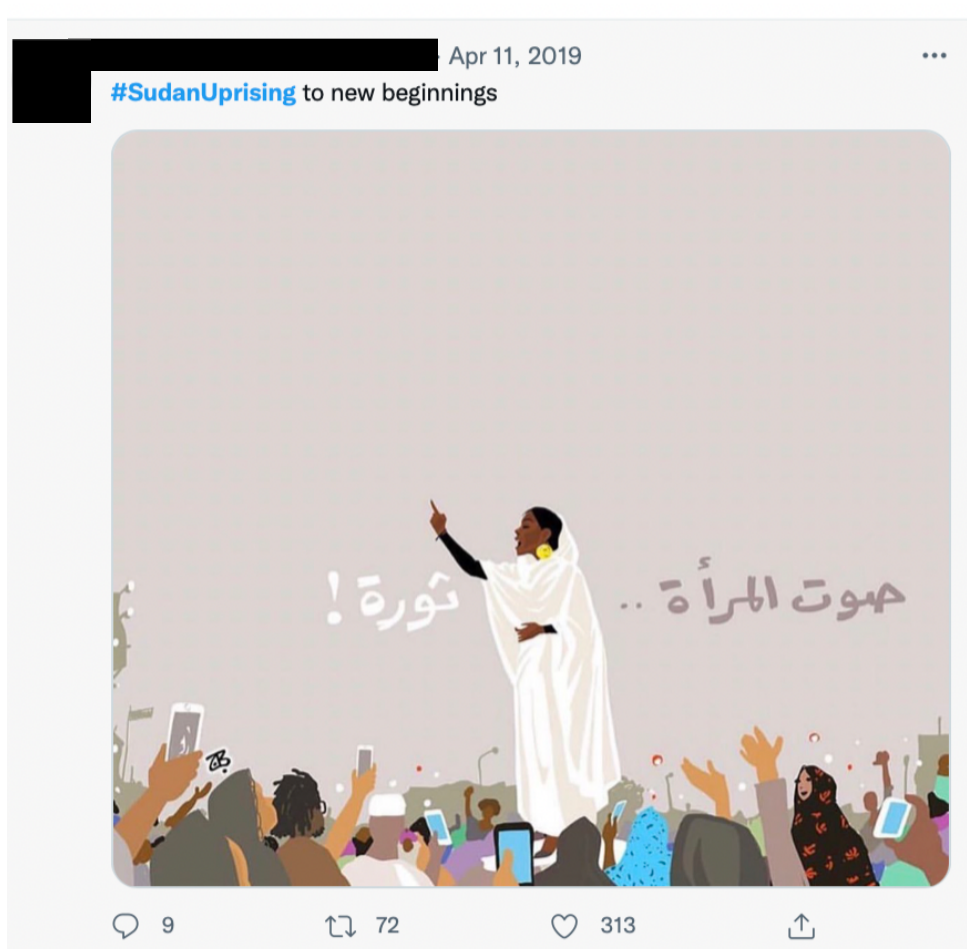 Apr 11, 2019
#SudanUprising to new beginnings
صوت المرأة ..
ثورة !
9 72 313